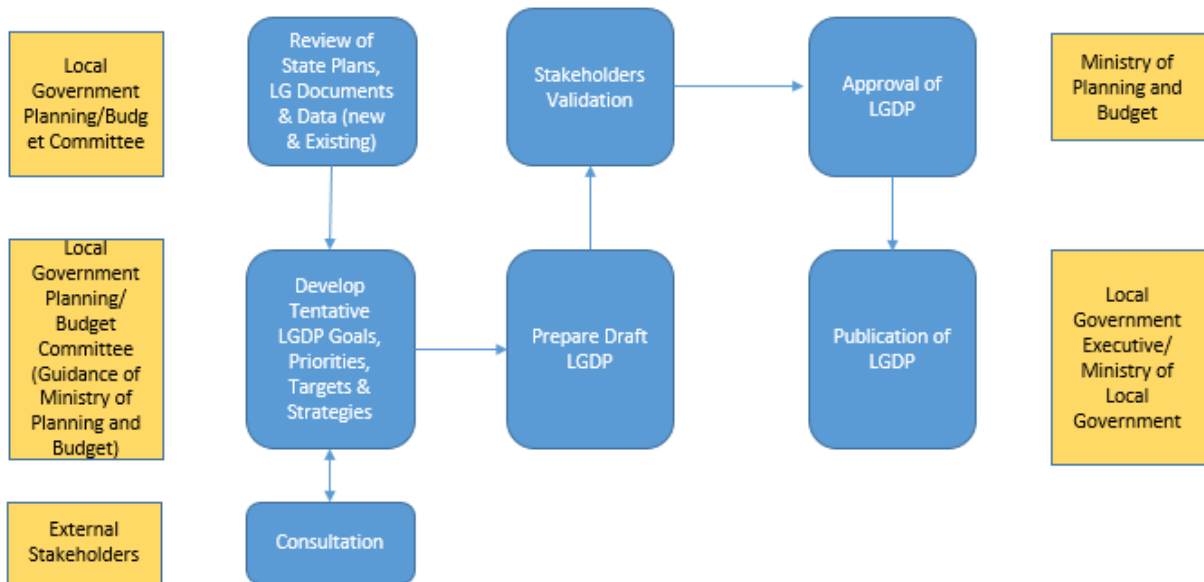 Local
Government
Planning/Budg
et Committee
Review of
State Plans,
LG Documents
& Data (new
& Existing)
Stakeholders
Validation
Approval of
LGDP
Ministry of
Planning and
Budget
Local
Government
Planning/
Budget
Committee
(Guidance of
Ministry of
Planning and
Budget)
Develop
Tentative
LGDP Goals,
Priorities,
Targets &
Strategies
Prepare Draft
LGDP
Publication of
LGDP
Local
Government
Executive/
Ministry of
Local
Government
External
Stakeholders
Consultation